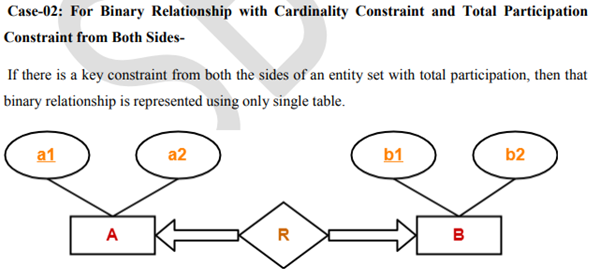 Case-02: For Binary Relationship with Cardinality Constraint and Total Participation
Constraint from Both Sides-
If there is a key constraint from both the sides of an entity set with total participation, then that
binary relationship is represented using only single table.
a1 a2 b1 b2
A R B